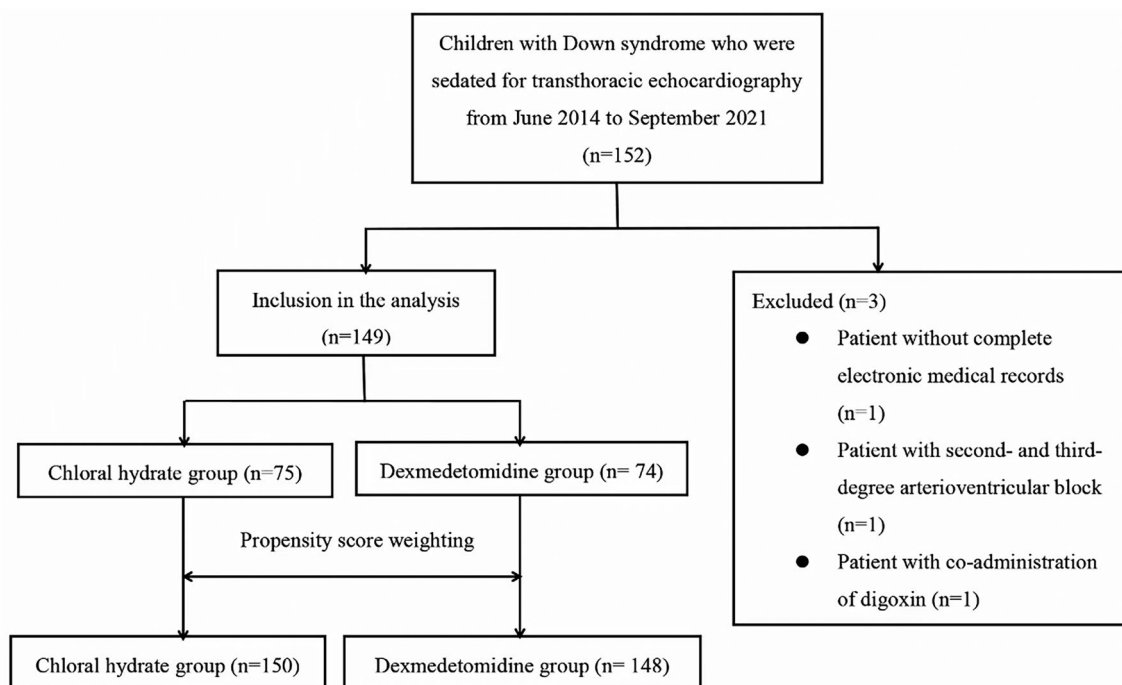 Children with Down syndrome who were
sedated for transthoracic echocardiography
from June 2014 to September 2021
(n=152)
Inclusion in the analysis
(n=149)
Excluded (n=3)
● Patient without complete
electronic medical records
(n=1)
● Patient with second- and third-
degree arterioventricular block
(n=1)
● Patient with co-administration
of digoxin (n=1)
Chloral hydrate group (n=75)
Dexmedetomidine group (n= 74)
Propensity score weighting
Chloral hydrate group (n=150)
Dexmedetomidine group (n= 148)